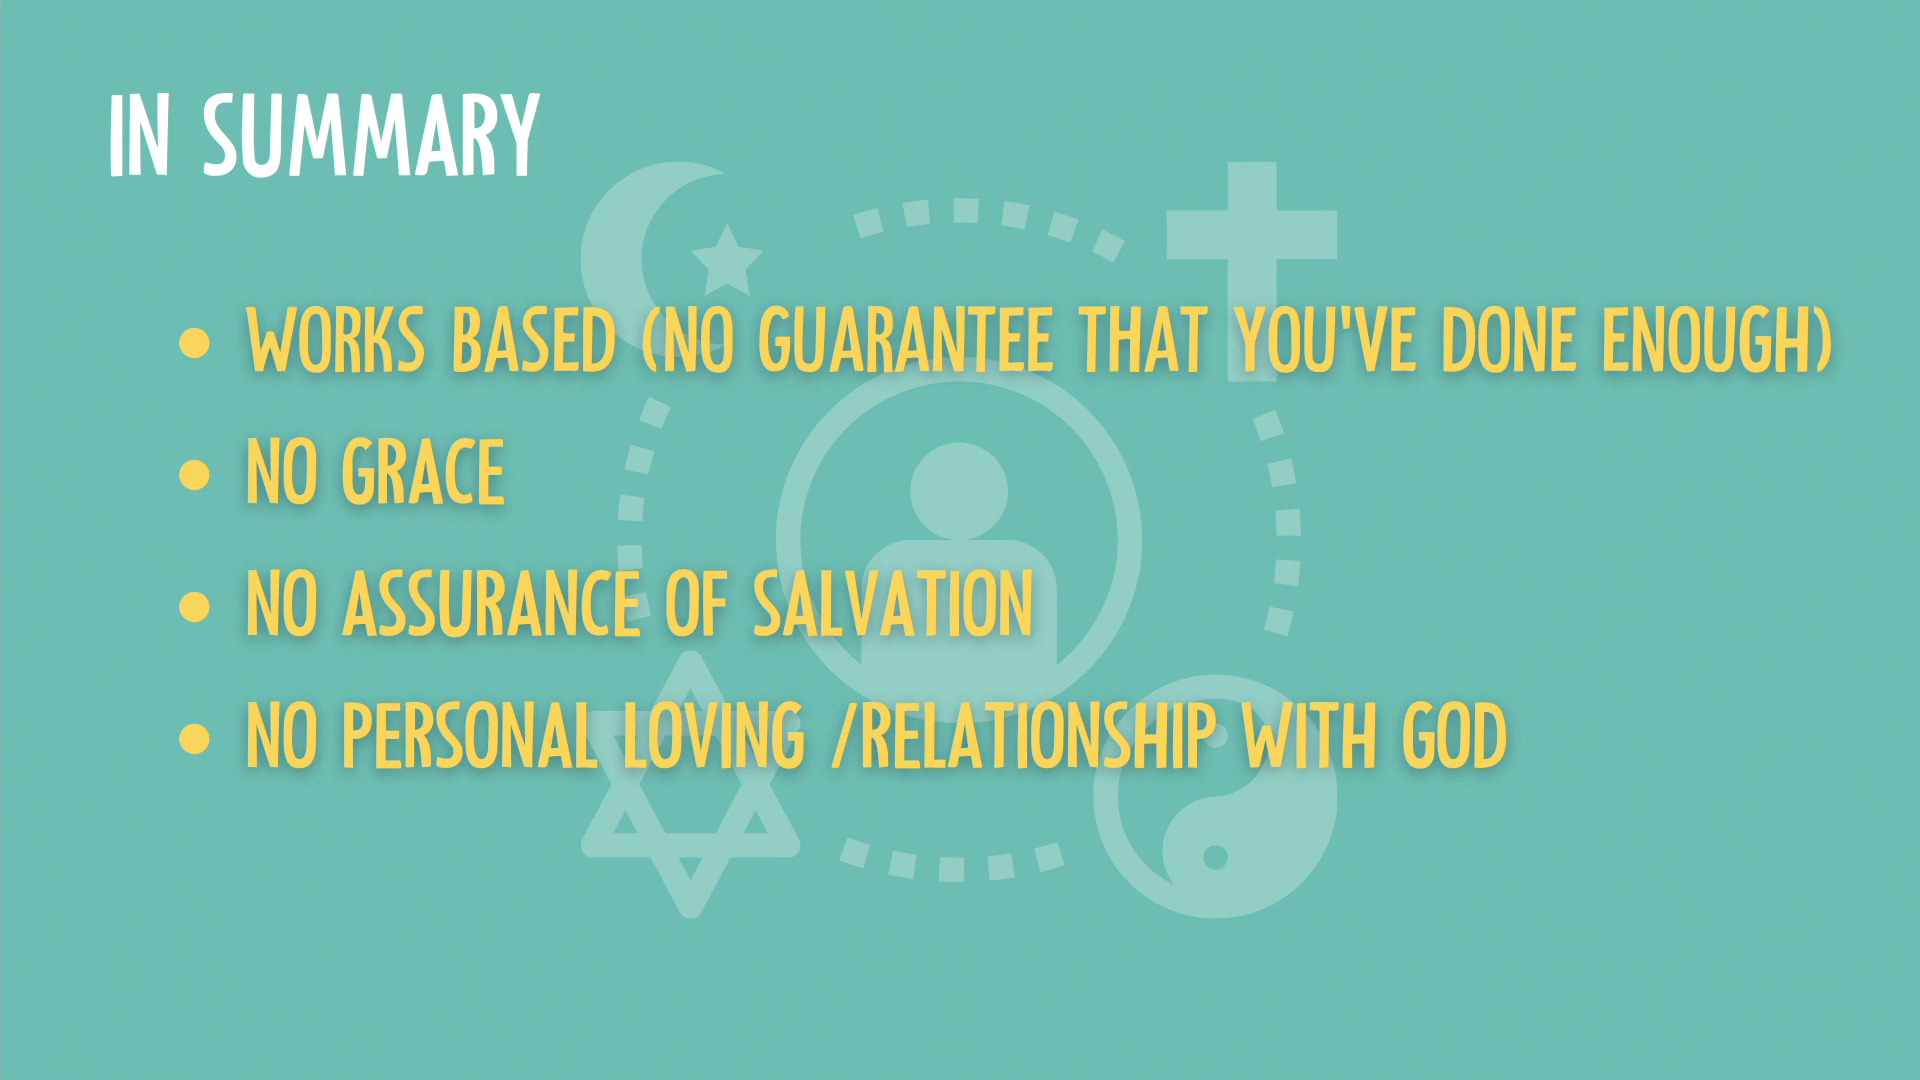 IN SUMMARY
• WORKS BASED (NO GUARANTEE THAT YOU'VE DONE ENOUGH)
• NO GRACE
• NO ASSURANCE OF SALVATION
• NO PERSONAL LOVING /RELATIONSHIP WITH GOD